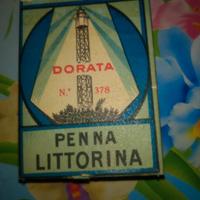 DORATA
N.° 378
PENNA
LITTORINA